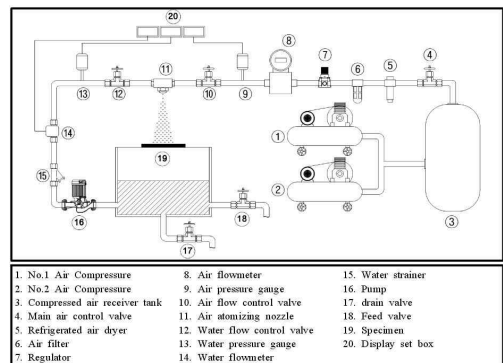 20
8
7
6
5
4
13
12
11
10
9
14
1
15
19
2
16
18
3
17
1. No.1 Air Compressure
2. No.2 Air Compressure
3. Compressed air receiver tank
4. Main air control valve
5. Refrigerated air dryer
6. Air filter
7. Regulator
8. Air flowmeter
9. Air pressure gauge
10. Air flow control valve
11. Air atomizing nozzle
12. Water flow control valve
13. Water pressure gauge
14. Water flowmeter
15. Water strainer
16. Pump
17. drain valve
18. Feed valve
19. Specimen
20. Display set box